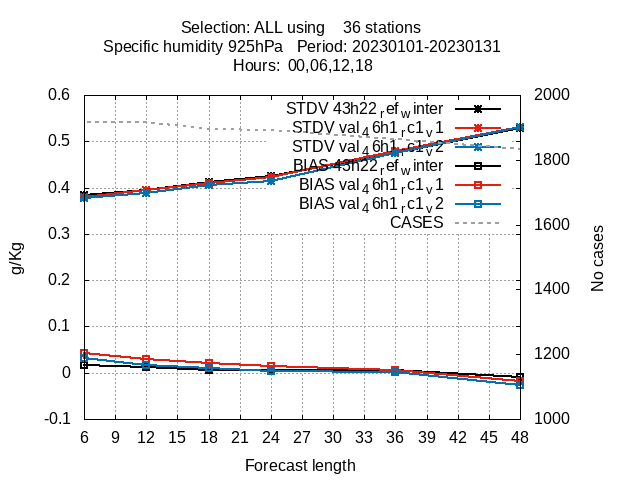 Selection: ALL using    36 stations
Specific humidity 925hPa   Period: 20230101-20230131
Hours:  00,06,12,18
0.6
0.5
0.4
0.3
0.2
0.1
0
-0.1
g/Kg
2000
1800
1600
1400
1200
1000
No cases
STDV 43h22_ref_winter
STDV val_46h1_rc1_v1
STDV val_46h1_rc1_v2
BIAS 43h22_ref_winter
BIAS val_46h1_rc1_v1
BIAS val_46h1_rc1_v2
CASES
6 9 12 15 18 21 24 27 30 33 36 39 42 45 48
Forecast length